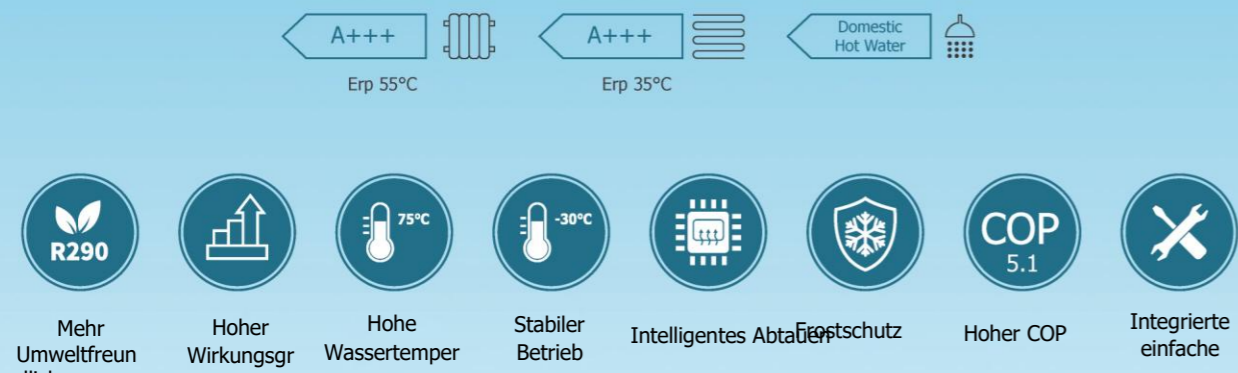 A+++
A+++
Domestic
Hot Water
Erp 55°C
Erp 35°C
R290
75°C
-30°C
COP
5.1
Mehr
Umweltfreun
Hoher
Wirkungsgr
Hohe
Wassertemper
Stabiler
Betrieb
Intelligentes Abtauen
Frostschutz
Hoher COP
Integrierte
einfache